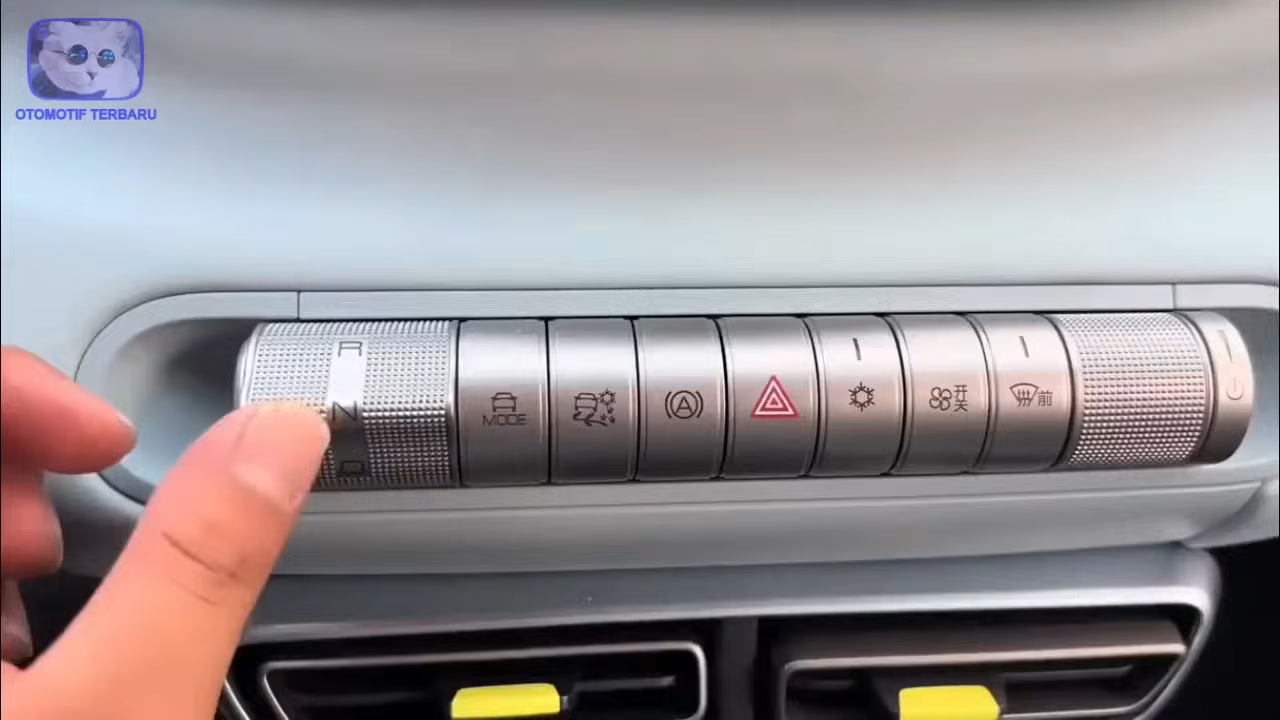 OTOMOTIF TERBARU
R
N
D
MODE
A
开关
前